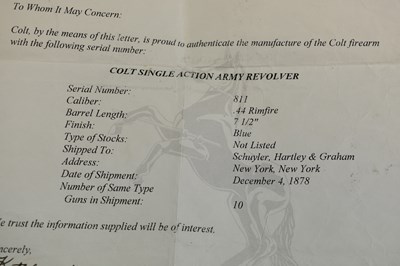 To Whom It May Concern:
Colt, by the means of this letter, is proud to authenticate the manufacture of the Colt firearm
with the following serial number:
COLT SINGLE ACTION ARMY REVOLVER
Serial Number: 811
Caliber: .44 Rimfire
Barrel Length: 7 1/2"
Finish: Blue
Type of Stocks: Not Listed
Shipped To: Schuyler, Hartley & Graham
Address: New York, New York
Date of Shipment: December 4, 1878
Number of Same Type
Guns in Shipment: 10
e trust the information supplied will be of interest.
ncerely,